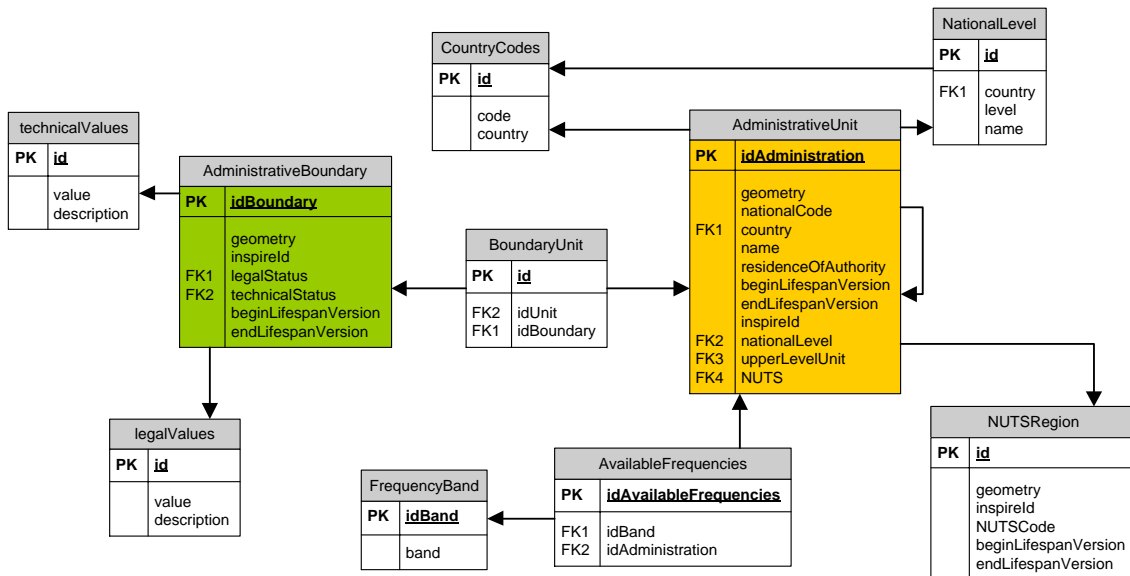 NationalLevel
PK id
FK1 country
level
name
CountryCodes
PK id
code
country
technicalValues
PK id
value
description
AdministrativeBoundary
PK idBoundary
geometry
inspireId
FK1 legalStatus
FK2 technicalStatus
beginLifespanVersion
endLifespanVersion
BoundaryUnit
PK id
FK2 idUnit
FK1 idBoundary
AdministrativeUnit
PK idAdministration
geometry
nationalCode
FK1 country
name
residenceOfAuthority
beginLifespanVersion
endLifespanVersion
inspireId
FK2 nationalLevel
FK3 upperLevelUnit
FK4 NUTS
legalValues
PK id
value
description
FrequencyBand
PK idBand
band
AvailableFrequencies
PK idAvailableFrequencies
FK1 idBand
FK2 idAdministration
NUTSRegion
PK id
geometry
inspireId
NUTSCode
beginLifespanVersion
endLifespanVersion